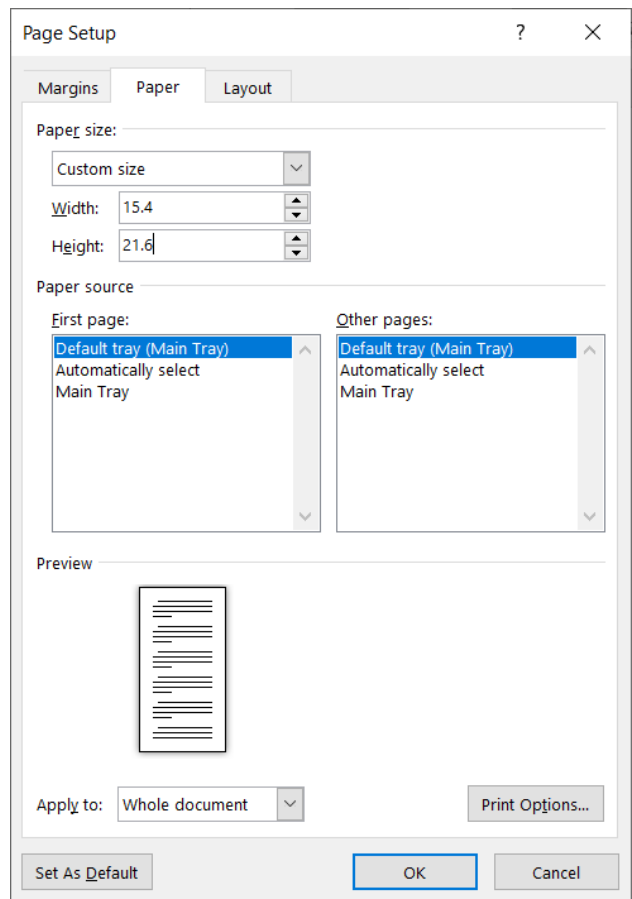 Page Setup ? ×
Margins Paper Layout
Paper size:
Custom size
Width: 15.4
Height: 21.6
Paper source
First page: Other pages:
Default tray (Main Tray) Default tray (Main Tray)
Automatically select Automatically select
Main Tray Main Tray
Preview
Apply to: Whole document Print Options...
Set As Default OK Cancel